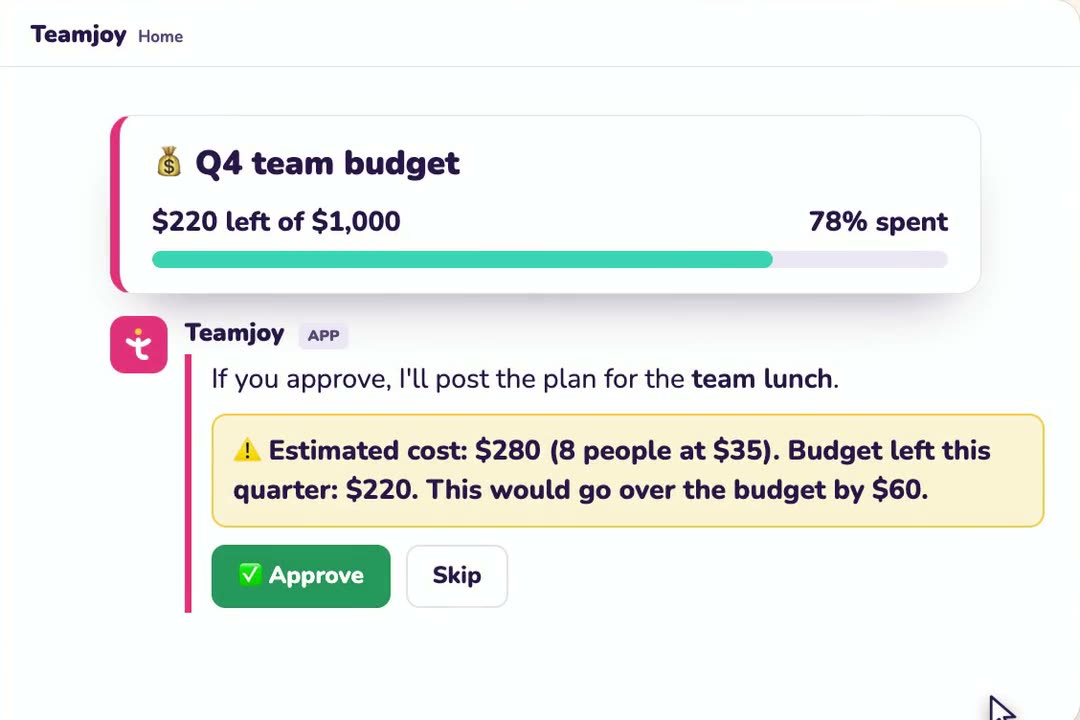 Teamjoy Home
💰 Q4 team budget
$220 left of $1,000 78% spent
Teamjoy APP
If you approve, I'll post the plan for the team lunch.
⚠️ Estimated cost: $280 (8 people at $35). Budget left this
quarter: $220. This would go over the budget by $60.
✅ Approve Skip